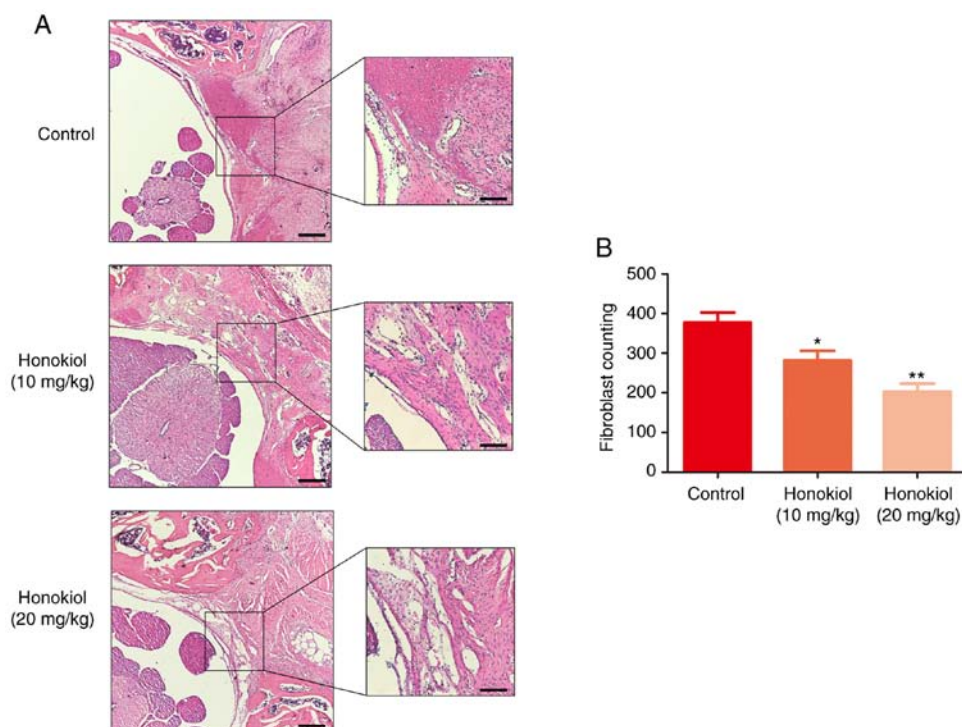 A
Control
Honokiol
(10 mg/kg)
Honokiol
(20 mg/kg)
B
Fibroblast counting
500
400
300
200
100
0
*
**
Control
Honokiol
(10 mg/kg)
Honokiol
(20 mg/kg)